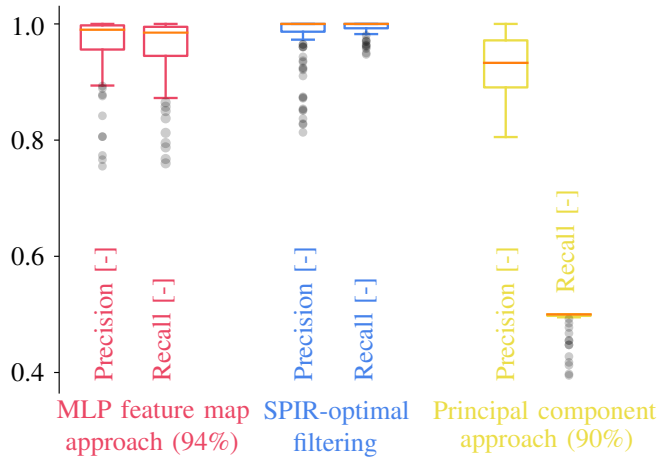 1.0
0.8
0.6
0.4
Precision [-]
Recall [-]
Precision [-]
Recall [-]
Precision [-]
Recall [-]
MLP feature map
approach (94%)
SPIR-optimal
filtering
Principal component
approach (90%)